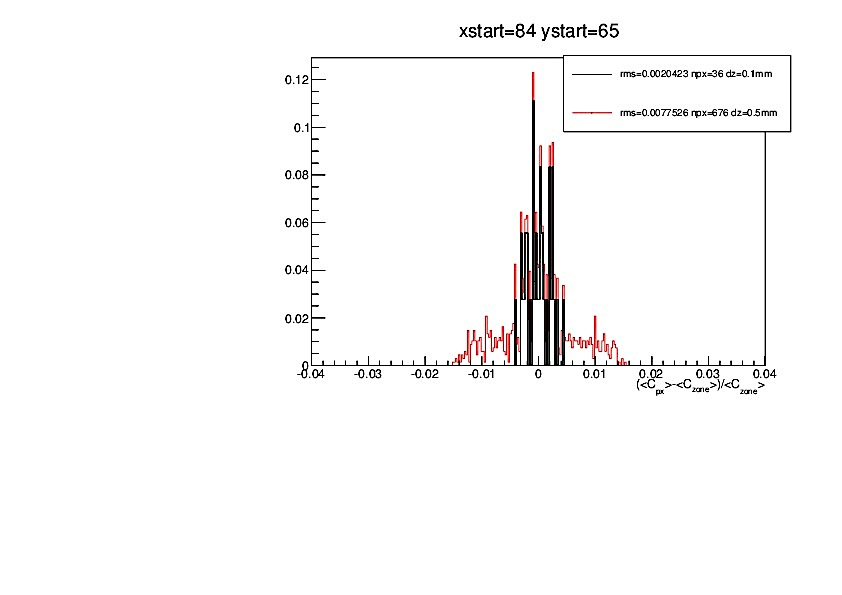 xstart=84 ystart=65
rms=0.0020423 npx=36 dz=0.1mm
rms=0.0077526 npx=676 dz=0.5mm
0.12
0.1
0.08
0.06
0.04
0.02
0
-0.04 -0.03 -0.02 -0.01 0 0.01 0.02 0.03 0.04
(<C_px>-<C_zone>)/<C_zone>